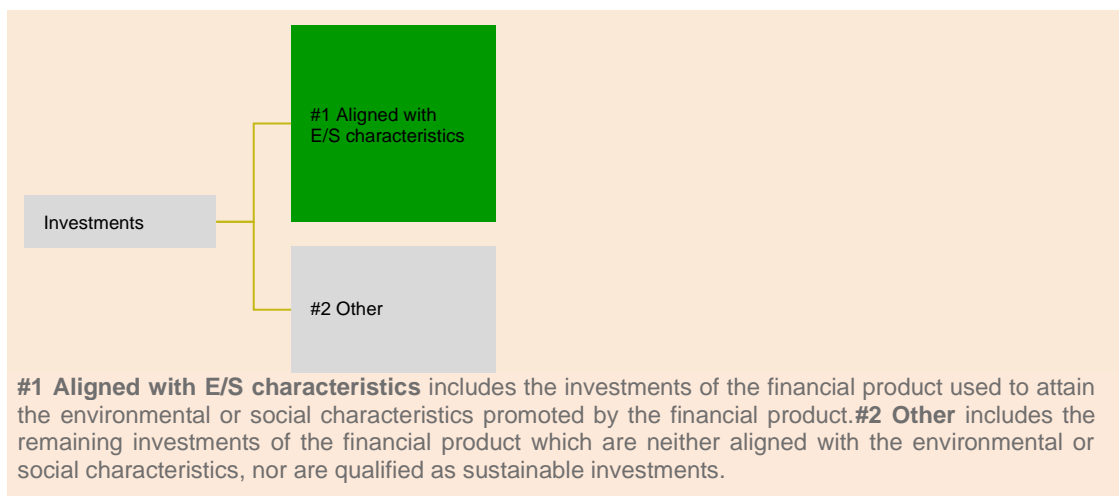 #1 Aligned with
E/S characteristics
Investments
#2 Other
#1 Aligned with E/S characteristics includes the investments of the financial product used to attain
the environmental or social characteristics promoted by the financial product.#2 Other includes the
remaining investments of the financial product which are neither aligned with the environmental or
social characteristics, nor are qualified as sustainable investments.